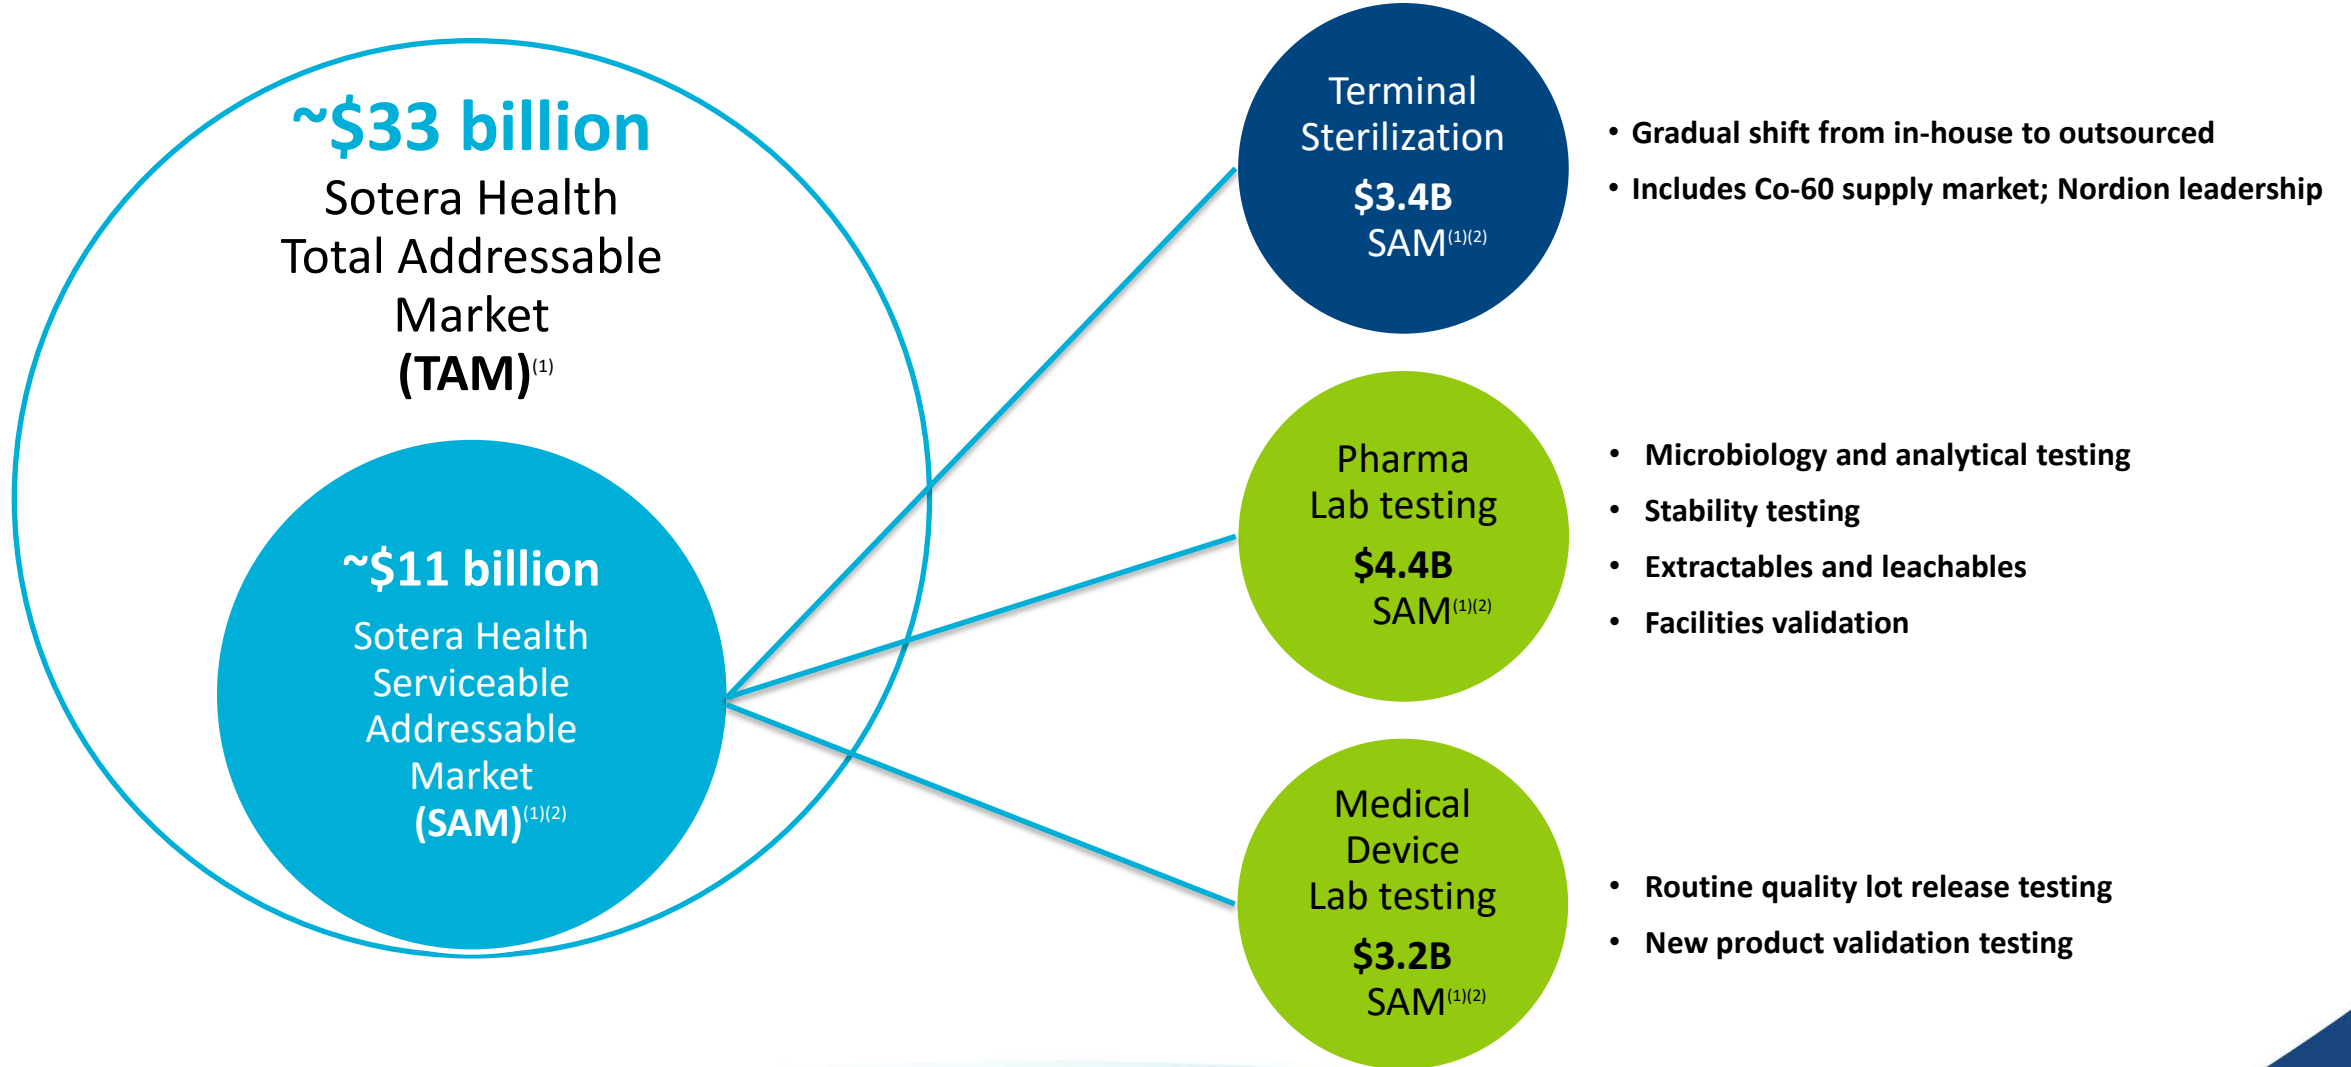 ~$33 billion
Sotera Health
Total Addressable
Market
(TAM)(1)
~$11 billion
Sotera Health
Serviceable
Addressable
Market
(SAM)(1)(2)
Terminal
Sterilization
$3.4B
SAM(1)(2)
• Gradual shift from in-house to outsourced
• Includes Co-60 supply market; Nordion leadership
Pharma
Lab testing
$4.4B
SAM(1)(2)
• Microbiology and analytical testing
• Stability testing
• Extractables and leachables
• Facilities validation
Medical
Device
Lab testing
$3.2B
SAM(1)(2)
• Routine quality lot release testing
• New product validation testing